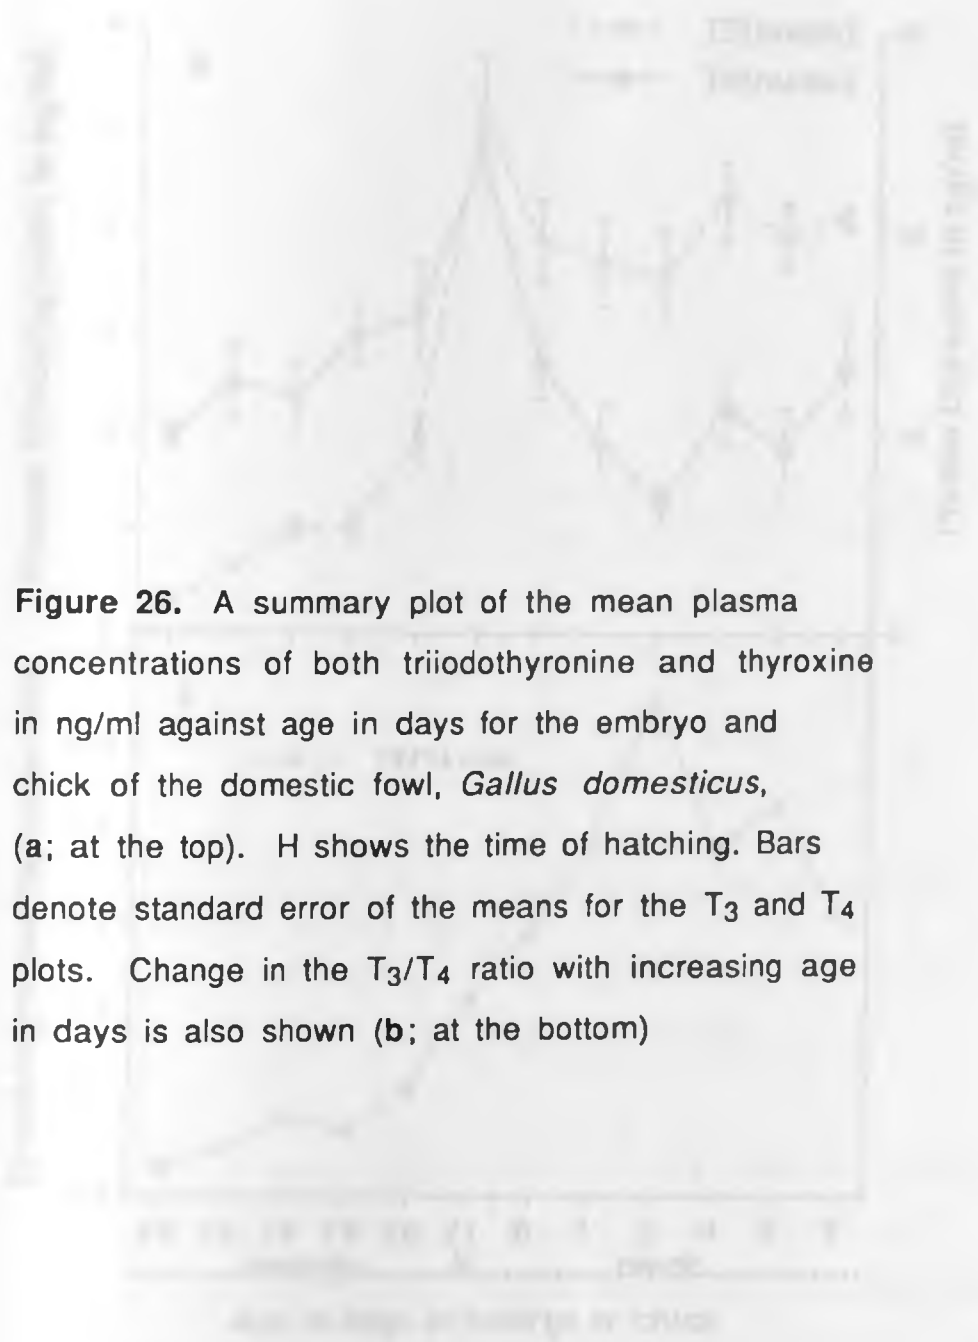 Figure 26. A summary plot of the mean plasma
concentrations of both triiodothyronine and thyroxine
in ng/ml against age in days for the embryo and
chick of the domestic fowl, Gallus domesticus,
(a; at the top). H shows the time of hatching. Bars
denote standard error of the means for the T3 and T4
plots. Change in the T3/T4 ratio with increasing age
in days is also shown (b; at the bottom)